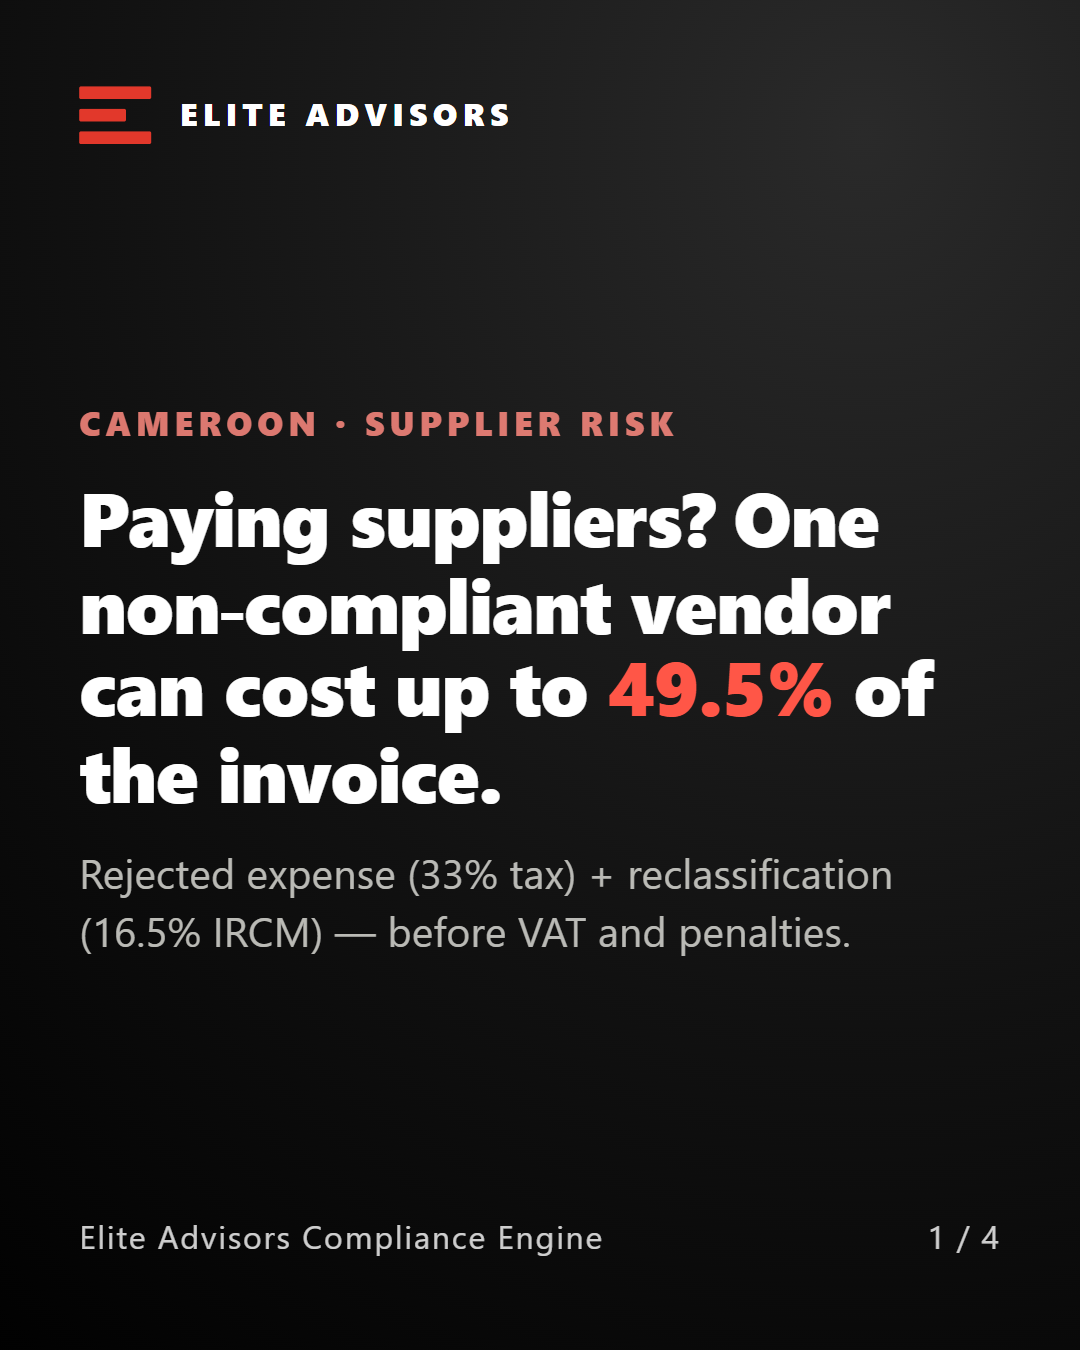 ELITE ADVISORS
CAMEROON · SUPPLIER RISK
Paying suppliers? One
non-compliant vendor
can cost up to 49.5% of
the invoice.
Rejected expense (33% tax) + reclassification
(16.5% IRCM) — before VAT and penalties.
Elite Advisors Compliance Engine
1 / 4